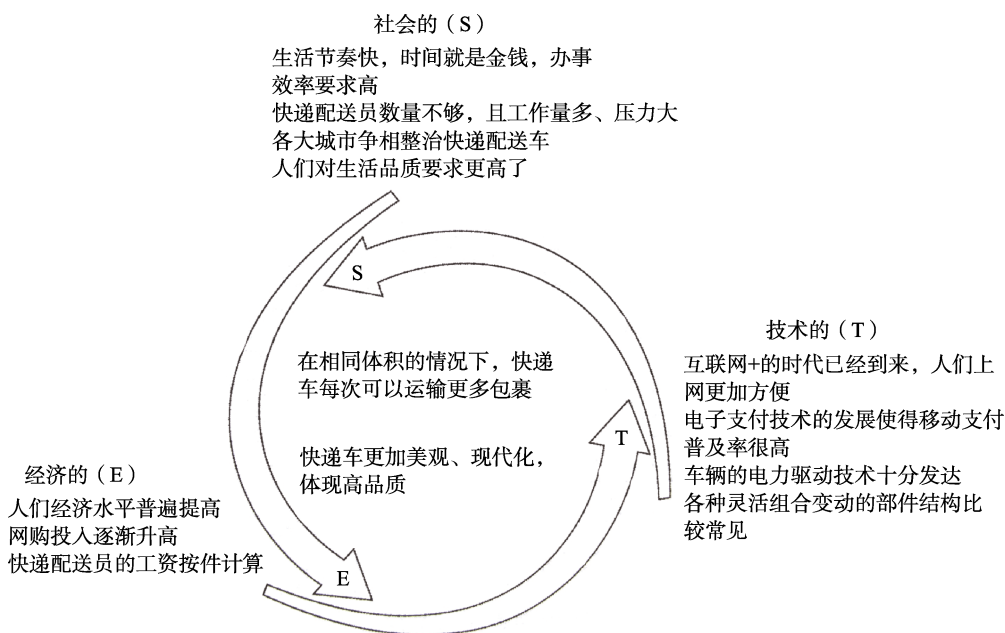 社会的（S）
生活节奏快，时间就是金钱，办事
效率要求高
快递配送员数量不够，且工作量多、压力大
各大城市争相整治快递配送车
人们对生活品质要求更高了
S
在相同体积的情况下，快递
车每次可以运输更多包裹
快递车更加美观、现代化，
体现高品质
技术的（T）
互联网+的时代已经到来，人们上
网更加方便
电子支付技术的发展使得移动支付
普及率很高
车辆的电力驱动技术十分发达
各种灵活组合变动的部件结构比
较常见
T
经济的（E）
人们经济水平普遍提高
网购投入逐渐升高
快递配送员的工资按件计算
E